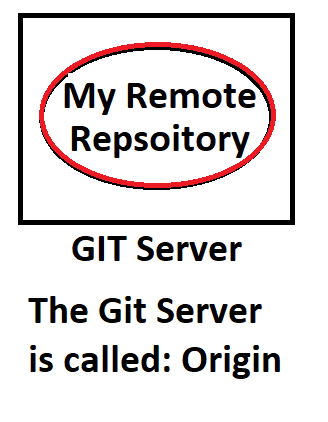 My Remote
Repsoitory
GIT Server
The Git Server
is called: Origin